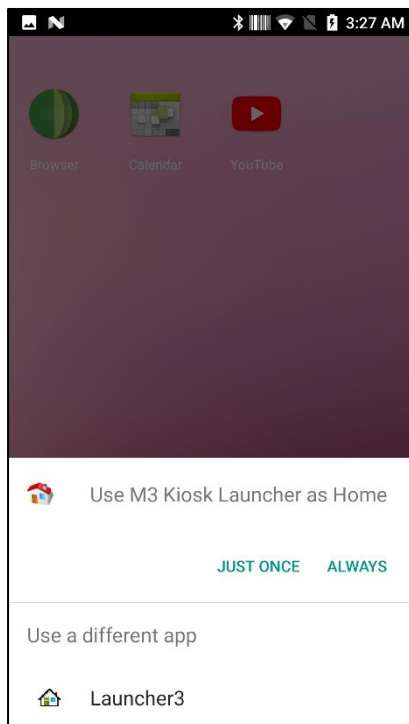 3:27 AM
Browser
Calendar
YouTube
Use M3 Kiosk Launcher as Home
JUST ONCE
ALWAYS
Use a different app
Launcher3